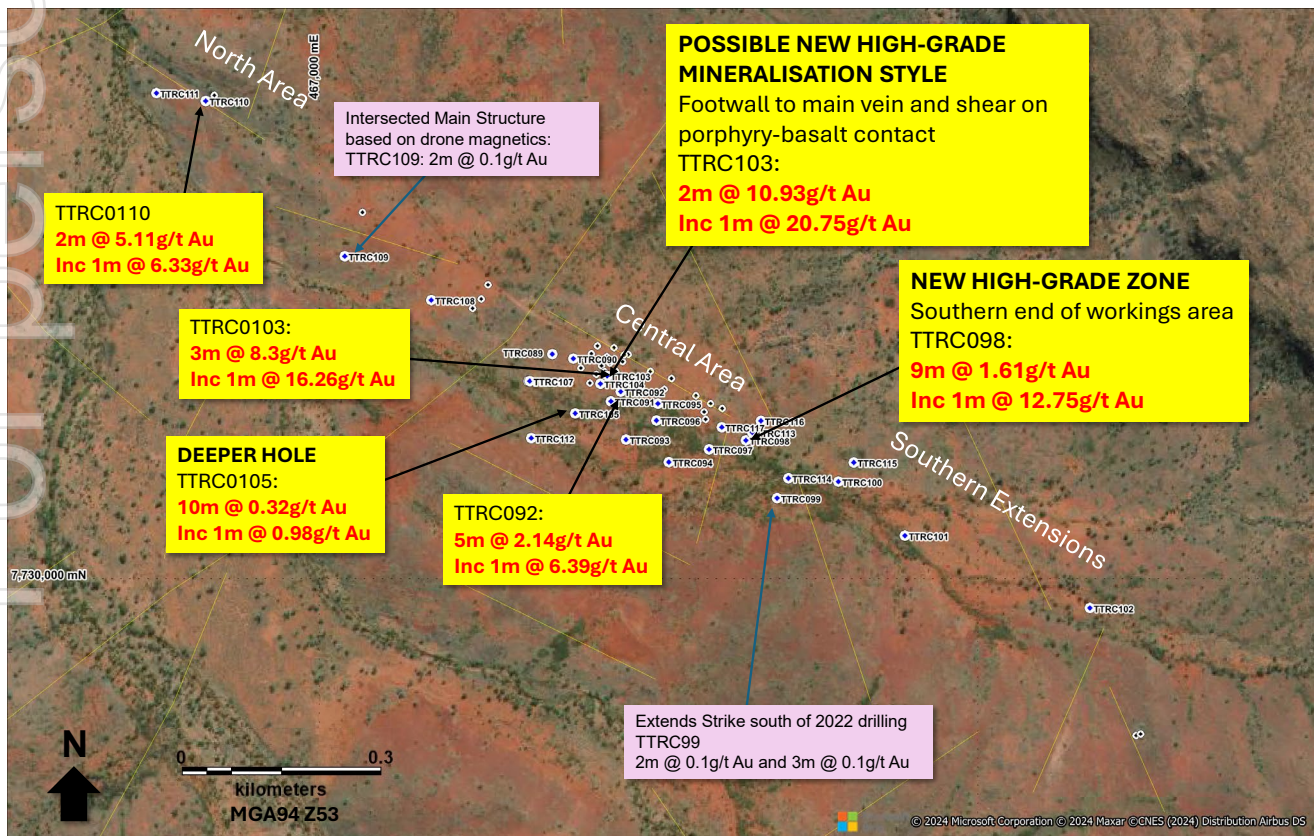 North Area
467,000 mE
TTRC111
TTRC110
Intersected Main Structure
based on drone magnetics:
TTRC109: 2m @ 0.1g/t Au
POSSIBLE NEW HIGH-GRADE
MINERALISATION STYLE
Footwall to main vein and shear on
porphyry-basalt contact
TTRC103:
2m @ 10.93g/t Au
Inc 1m @ 20.75g/t Au
TTRC0110
2m @ 5.11g/t Au
Inc 1m @ 6.33g/t Au
TTRC109
NEW HIGH-GRADE ZONE
Southern end of workings area
TTRC098:
9m @ 1.61g/t Au
Inc 1m @ 12.75g/t Au
TTRC108
TTRC0103:
3m @ 8.3g/t Au
Inc 1m @ 16.26g/t Au
Central Area
TTRC089
TTRC090
TTRC103
TTRC107
TTRC104
TTRC092
TTRC091
TTRC095
TTRC096
TTRC116
TTRC117
TTRC113
TTRC098
TTRC112
TTRC093
TTRC097
TTRC094
TTRC115
TTRC114
TTRC100
TTRC099
Southern Extensions
TTRC101
TTRC102
DEEPER HOLE
TTRC0105:
10m @ 0.32g/t Au
Inc 1m @ 0.98g/t Au
TTRC092:
5m @ 2.14g/t Au
Inc 1m @ 6.39g/t Au
7,730,000 mN
Extends Strike south of 2022 drilling
TTRC99
2m @ 0.1g/t Au and 3m @ 0.1g/t Au
N
0 0.3
kilometers
MGA94 Z53
© 2024 Microsoft Corporation © 2024 Maxar ©CNES (2024) Distribution Airbus DS